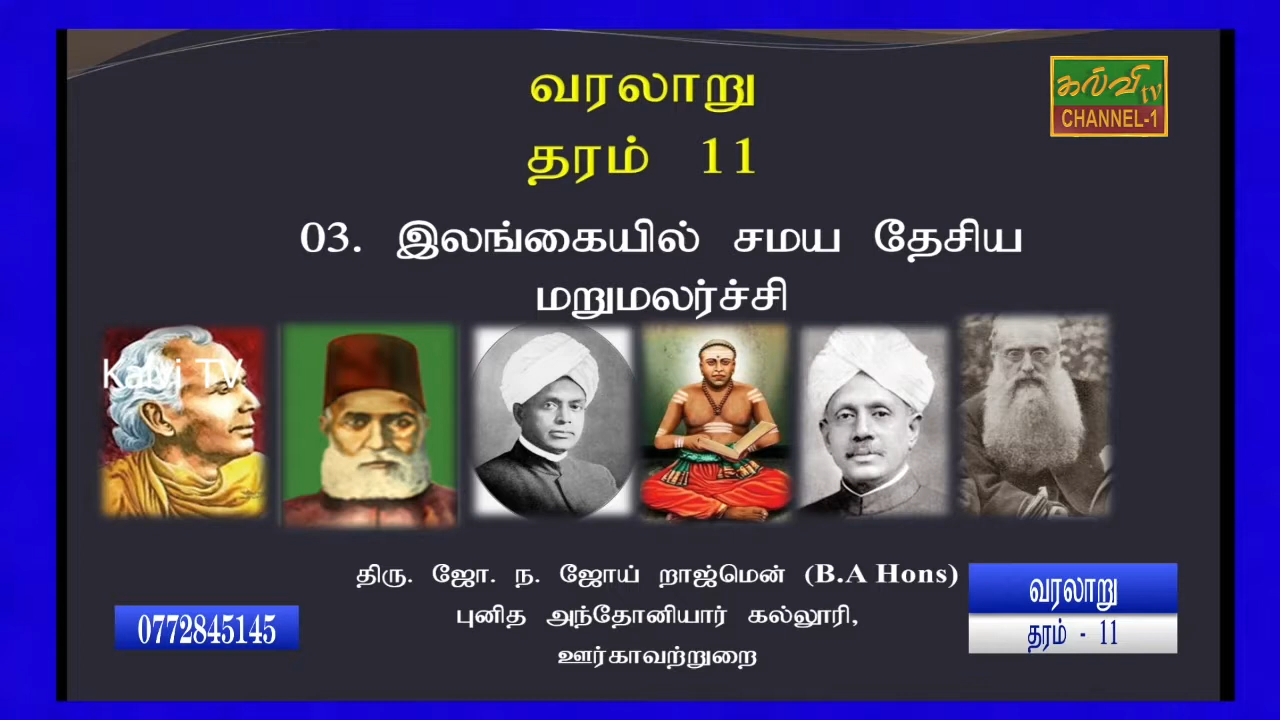 வரலாறு
தரம் 11
கல்வி tv
CHANNEL-1
03. இலங்கையில் சமய தேசிய
மறுமலர்ச்சி
Kalvi TV
திரு. ஜோ. ந. ஜோய் றாஜ்மென் (B.A Hons)
புனித அந்தோனியார் கல்லூரி,
ஊர்காவற்றுறை
0772845145
வரலாறு
தரம் - 11